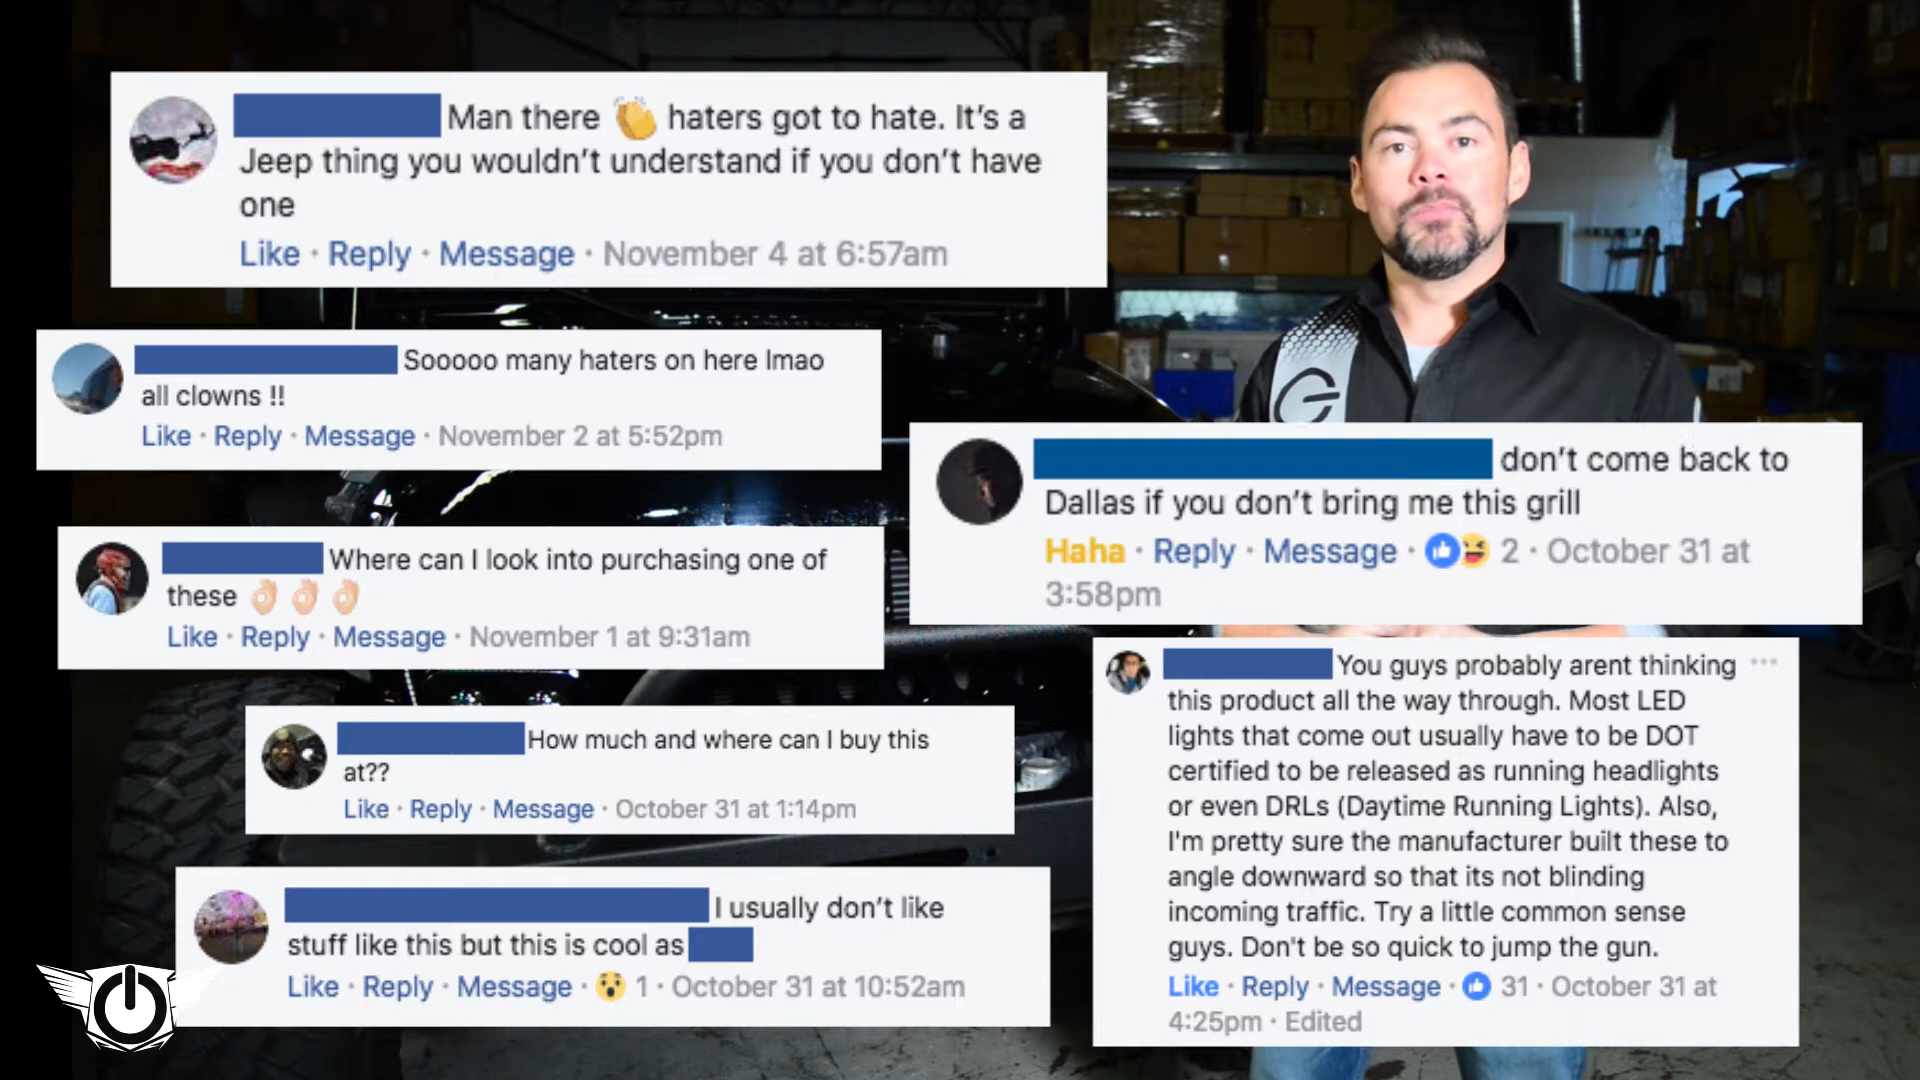 Man there 👏 haters got to hate. It's a
Jeep thing you wouldn't understand if you don't have
one
Like · Reply · Message · November 4 at 6:57am
Sooooo many haters on here lmao
all clowns !!
Like · Reply · Message · November 2 at 5:52pm
don't come back to
Dallas if you don't bring me this grill
Haha · Reply · Message · 2 · October 31 at
3:58pm
Where can I look into purchasing one of
these 👌🏻👌🏻👌🏻
Like · Reply · Message · November 1 at 9:31am
How much and where can I buy this
at??
Like · Reply · Message · October 31 at 1:14pm
I usually don't like
stuff like this but this is cool as
Like · Reply · Message · 😮 1 · October 31 at 10:52am
You guys probably arent thinking
this product all the way through. Most LED
lights that come out usually have to be DOT
certified to be released as running headlights
or even DRLs (Daytime Running Lights). Also,
I'm pretty sure the manufacturer built these to
angle downward so that its not blinding
incoming traffic. Try a little common sense
guys. Don't be so quick to jump the gun.
Like · Reply · Message · 31 · October 31 at
4:25pm · Edited